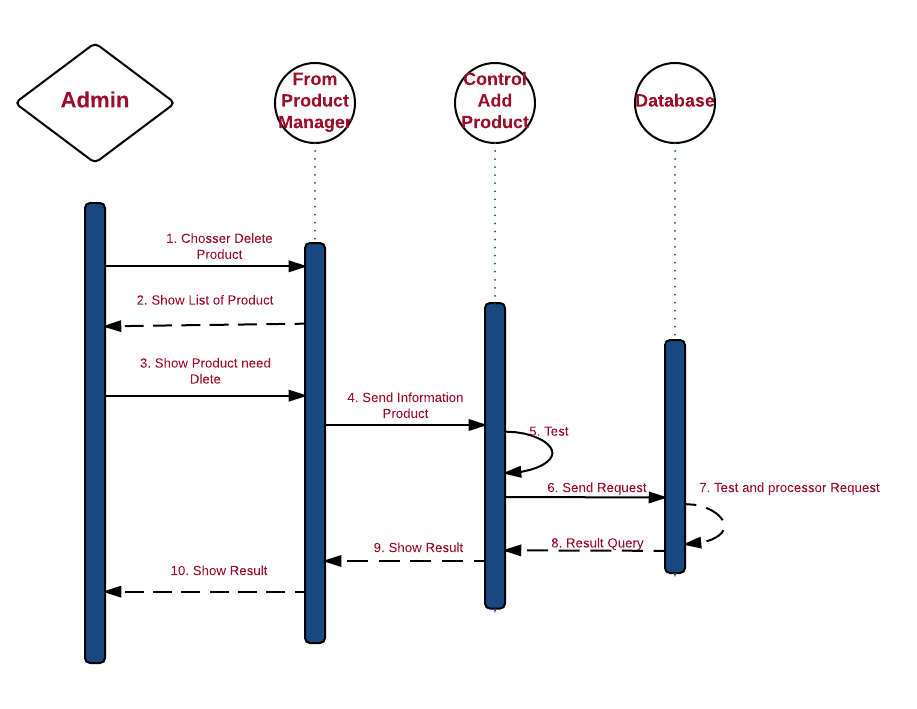 Admin
From
Product
Manager
Control
Add
Product
Database
1. Chosser Delete
Product
2. Show List of Product
3. Show Product need
Dlete
4. Send Information
Product
5. Test
6. Send Request
7. Test and processor Request
8. Result Query
9. Show Result
10. Show Result